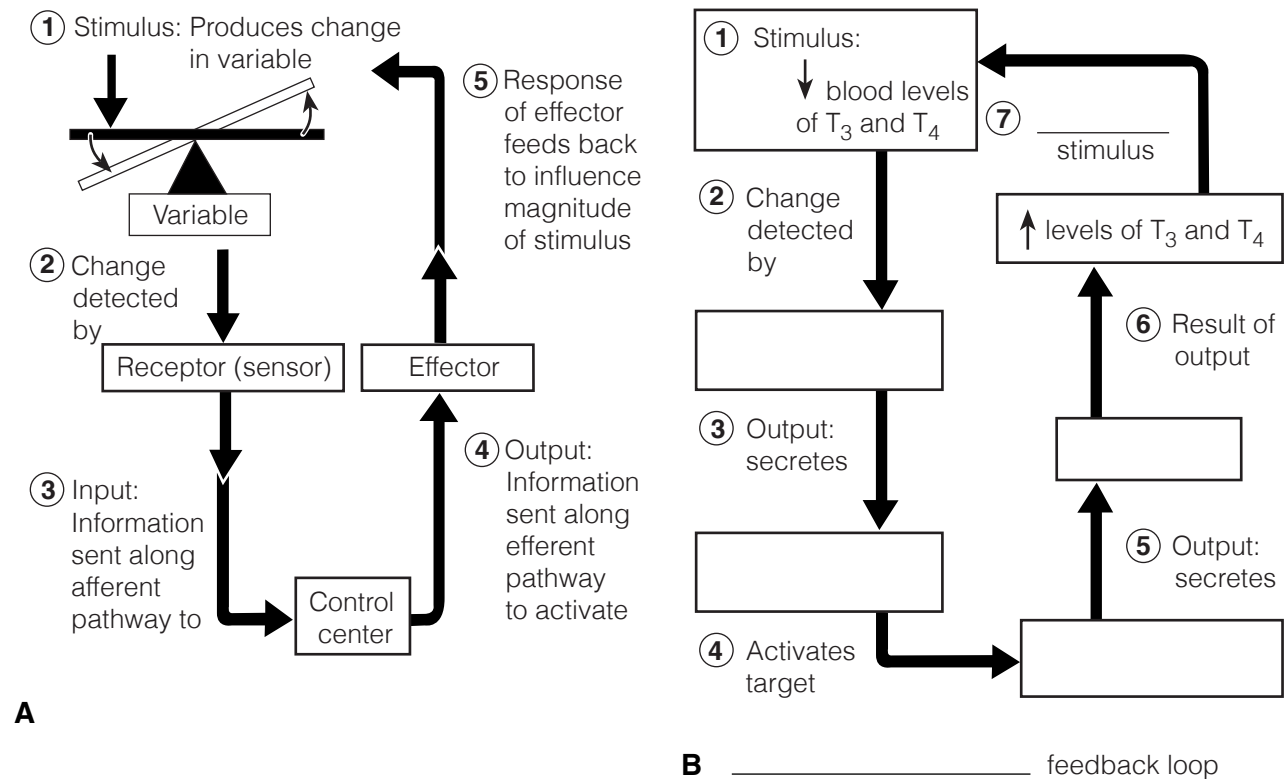 1 Stimulus: Produces change
in variable
Variable
2 Change
detected
by
Receptor (sensor)
3 Input:
Information
sent along
afferent
pathway to
Control
center
4 Output:
Information
sent along
efferent
pathway
to activate
Effector
5 Response
of effector
feeds back
to influence
magnitude
of stimulus
A
1 Stimulus:
↓ blood levels
of T3 and T4
2 Change
detected
by
3 Output:
secretes
4 Activates
target
5 Output:
secretes
6 Result of
output
↑ levels of T3 and T4
7 __________
stimulus
B ____________________ feedback loop